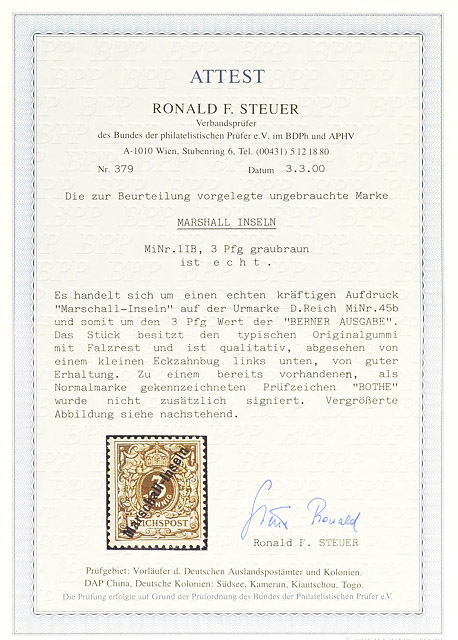 ATTEST
RONALD F. STEUER
Verbandsprüfer
des Bundes der philatelistischen Prüfer e.V. im BDPh und APHV
A-1010 Wien, Stubenring 6, Tel. (00431) 5 12 18 80
Nr. 379 Datum 3.3.00
Die zur Beurteilung vorgelegte ungebrauchte Marke
MARSHALL INSELN
MiNr.1IB, 3 Pfg graubraun
ist e c h t .
Es handelt sich um einen echten kräftigen Aufdruck
"Marschall-Inseln" auf der Urmarke D.Reich MiNr.45b
und somit um den 3 Pfg Wert der "BERNER AUSGABE".
Das Stück besitzt den typischen Originalgummi
mit Falzrest und ist qualitativ, abgesehen von
einem kleinen Eckzahnbug links unten, von guter
Erhaltung. Zu einem bereits vorhandenen, als
Normalmarke gekennzeichneten Prüfzeichen "BOTHE"
wurde nicht zusätzlich signiert. Vergrößerte
Abbildung siehe nachstehend.
Marschall-Inseln
3
REICHSPOST
Ronald F. STEUER
Prüfgebiet: Vorläufer d. Deutschen Auslandspostämter und Kolonien.
DAP China, Deutsche Kolonien: Südsee, Kamerun, Kiautschou, Togo.
Die Prüfung erfolgte auf Grund der Prüfordnung des Bundes der Philatelistischen Prüfer e.V.